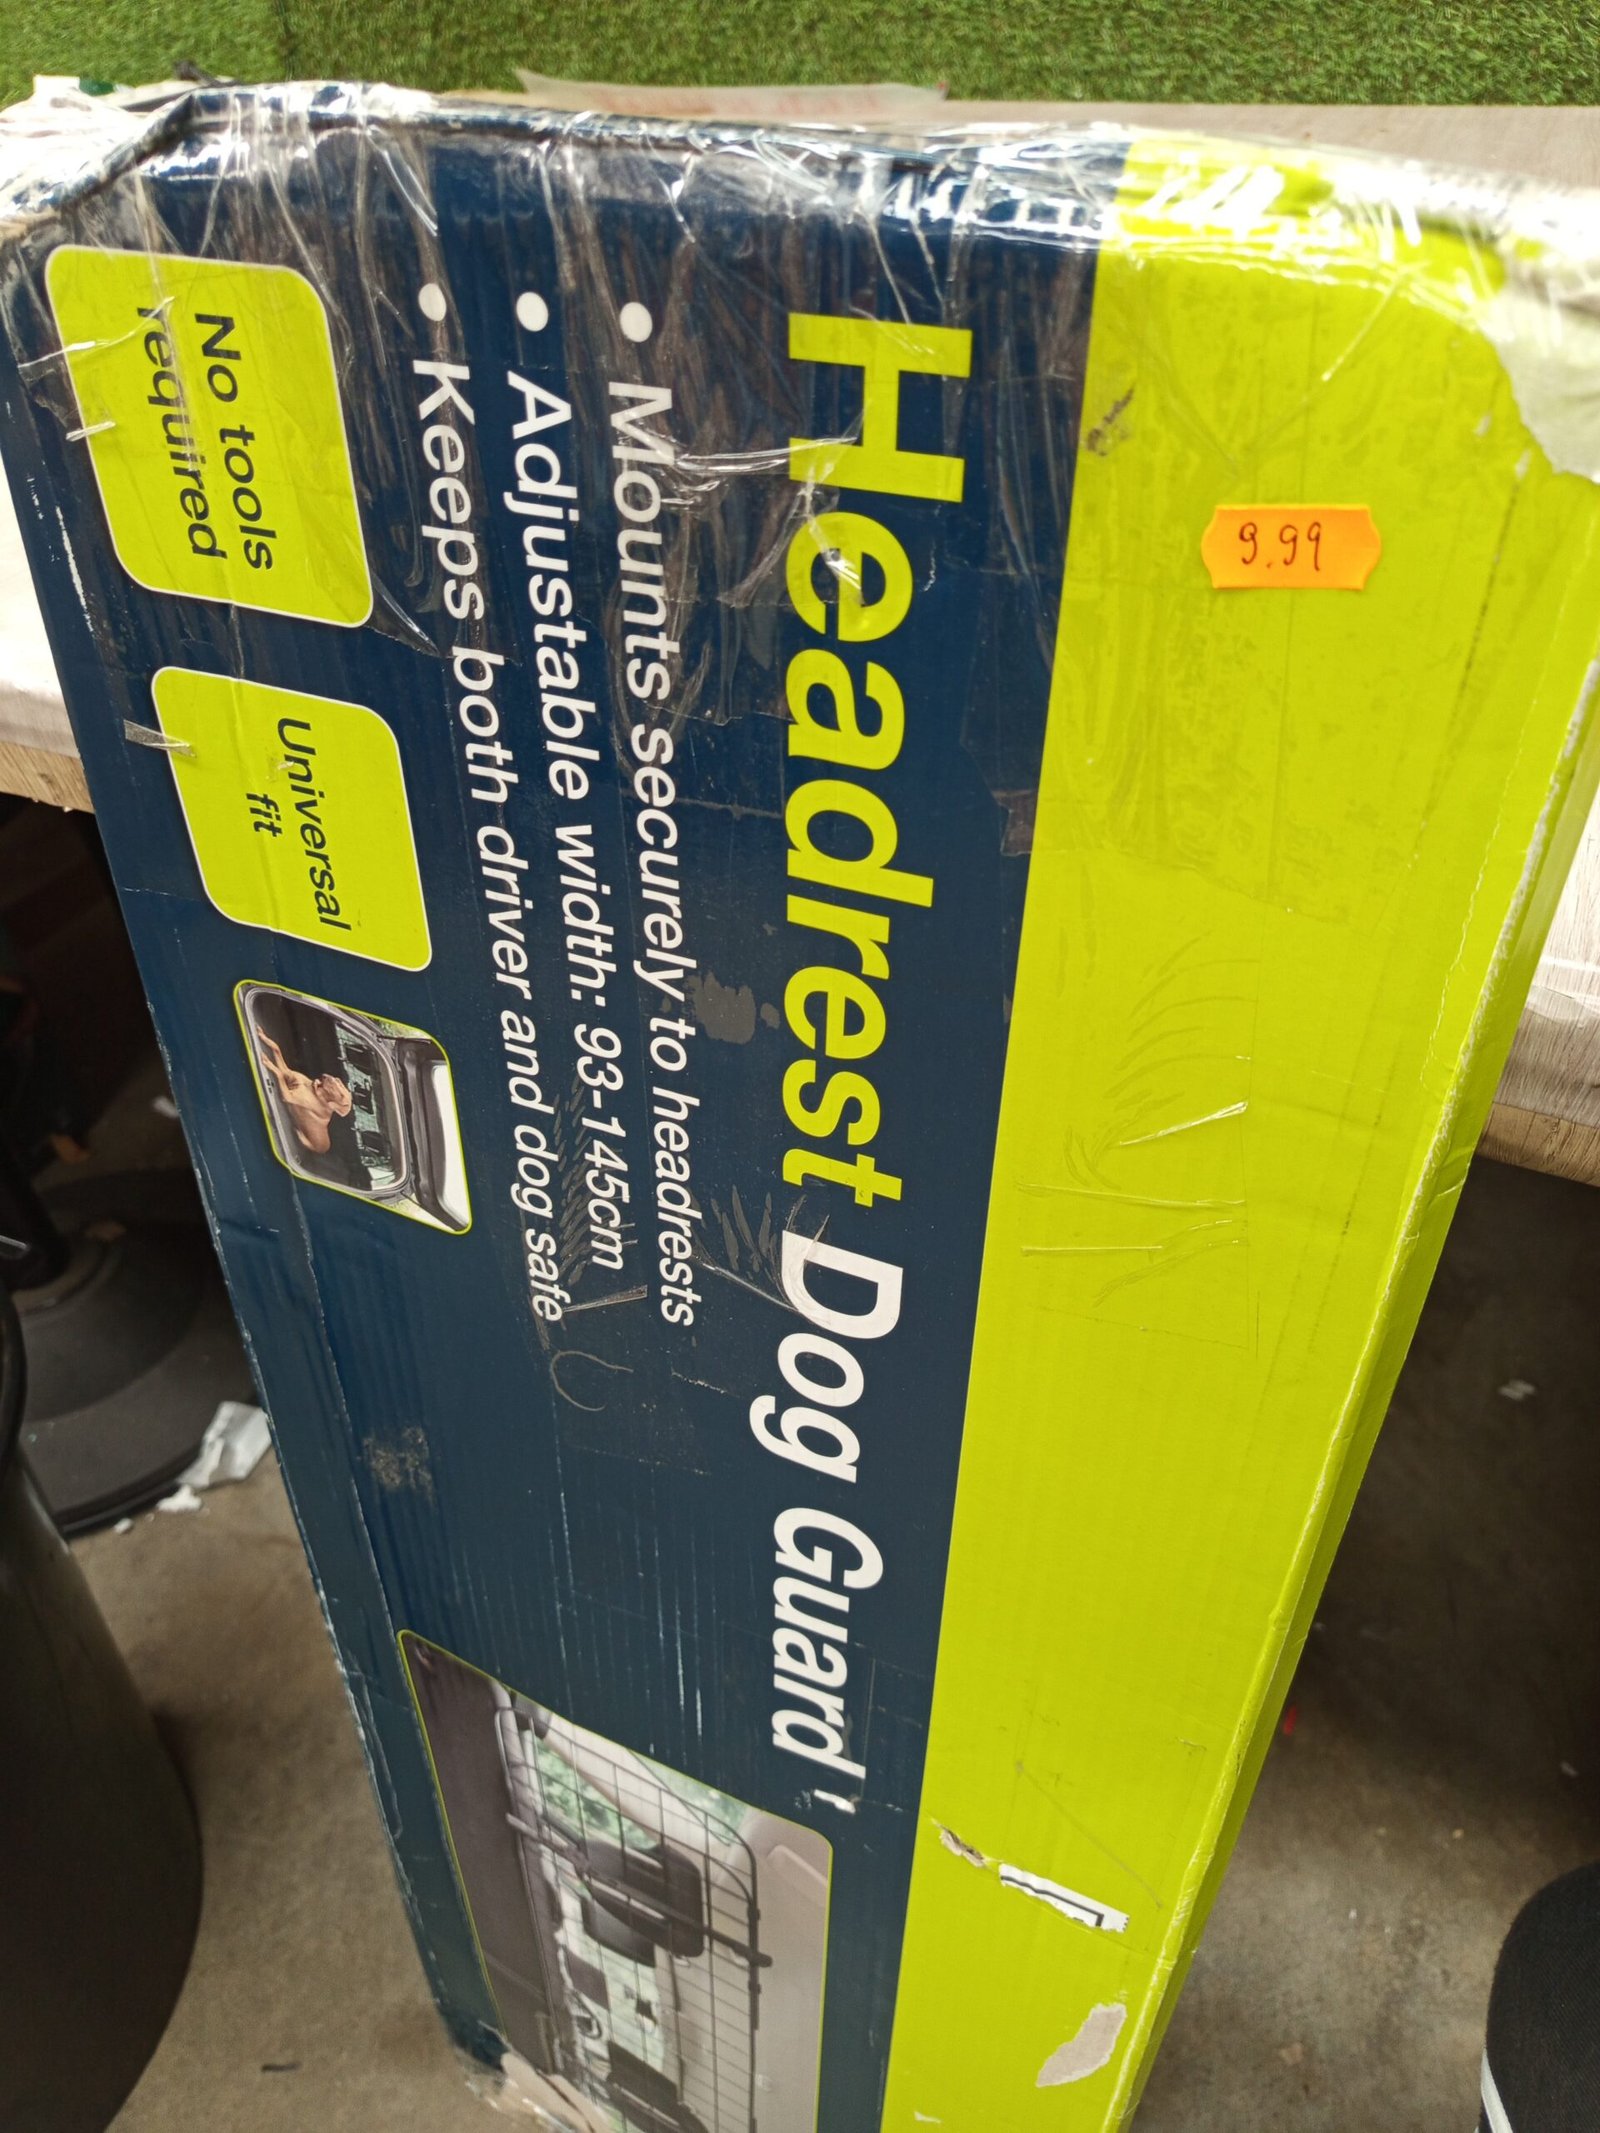 9.99
Headrest Dog Guard
• Mounts securely to headrests
• Adjustable width: 93-145cm
• Keeps both driver and dog safe
No tools
required
Universal
fit